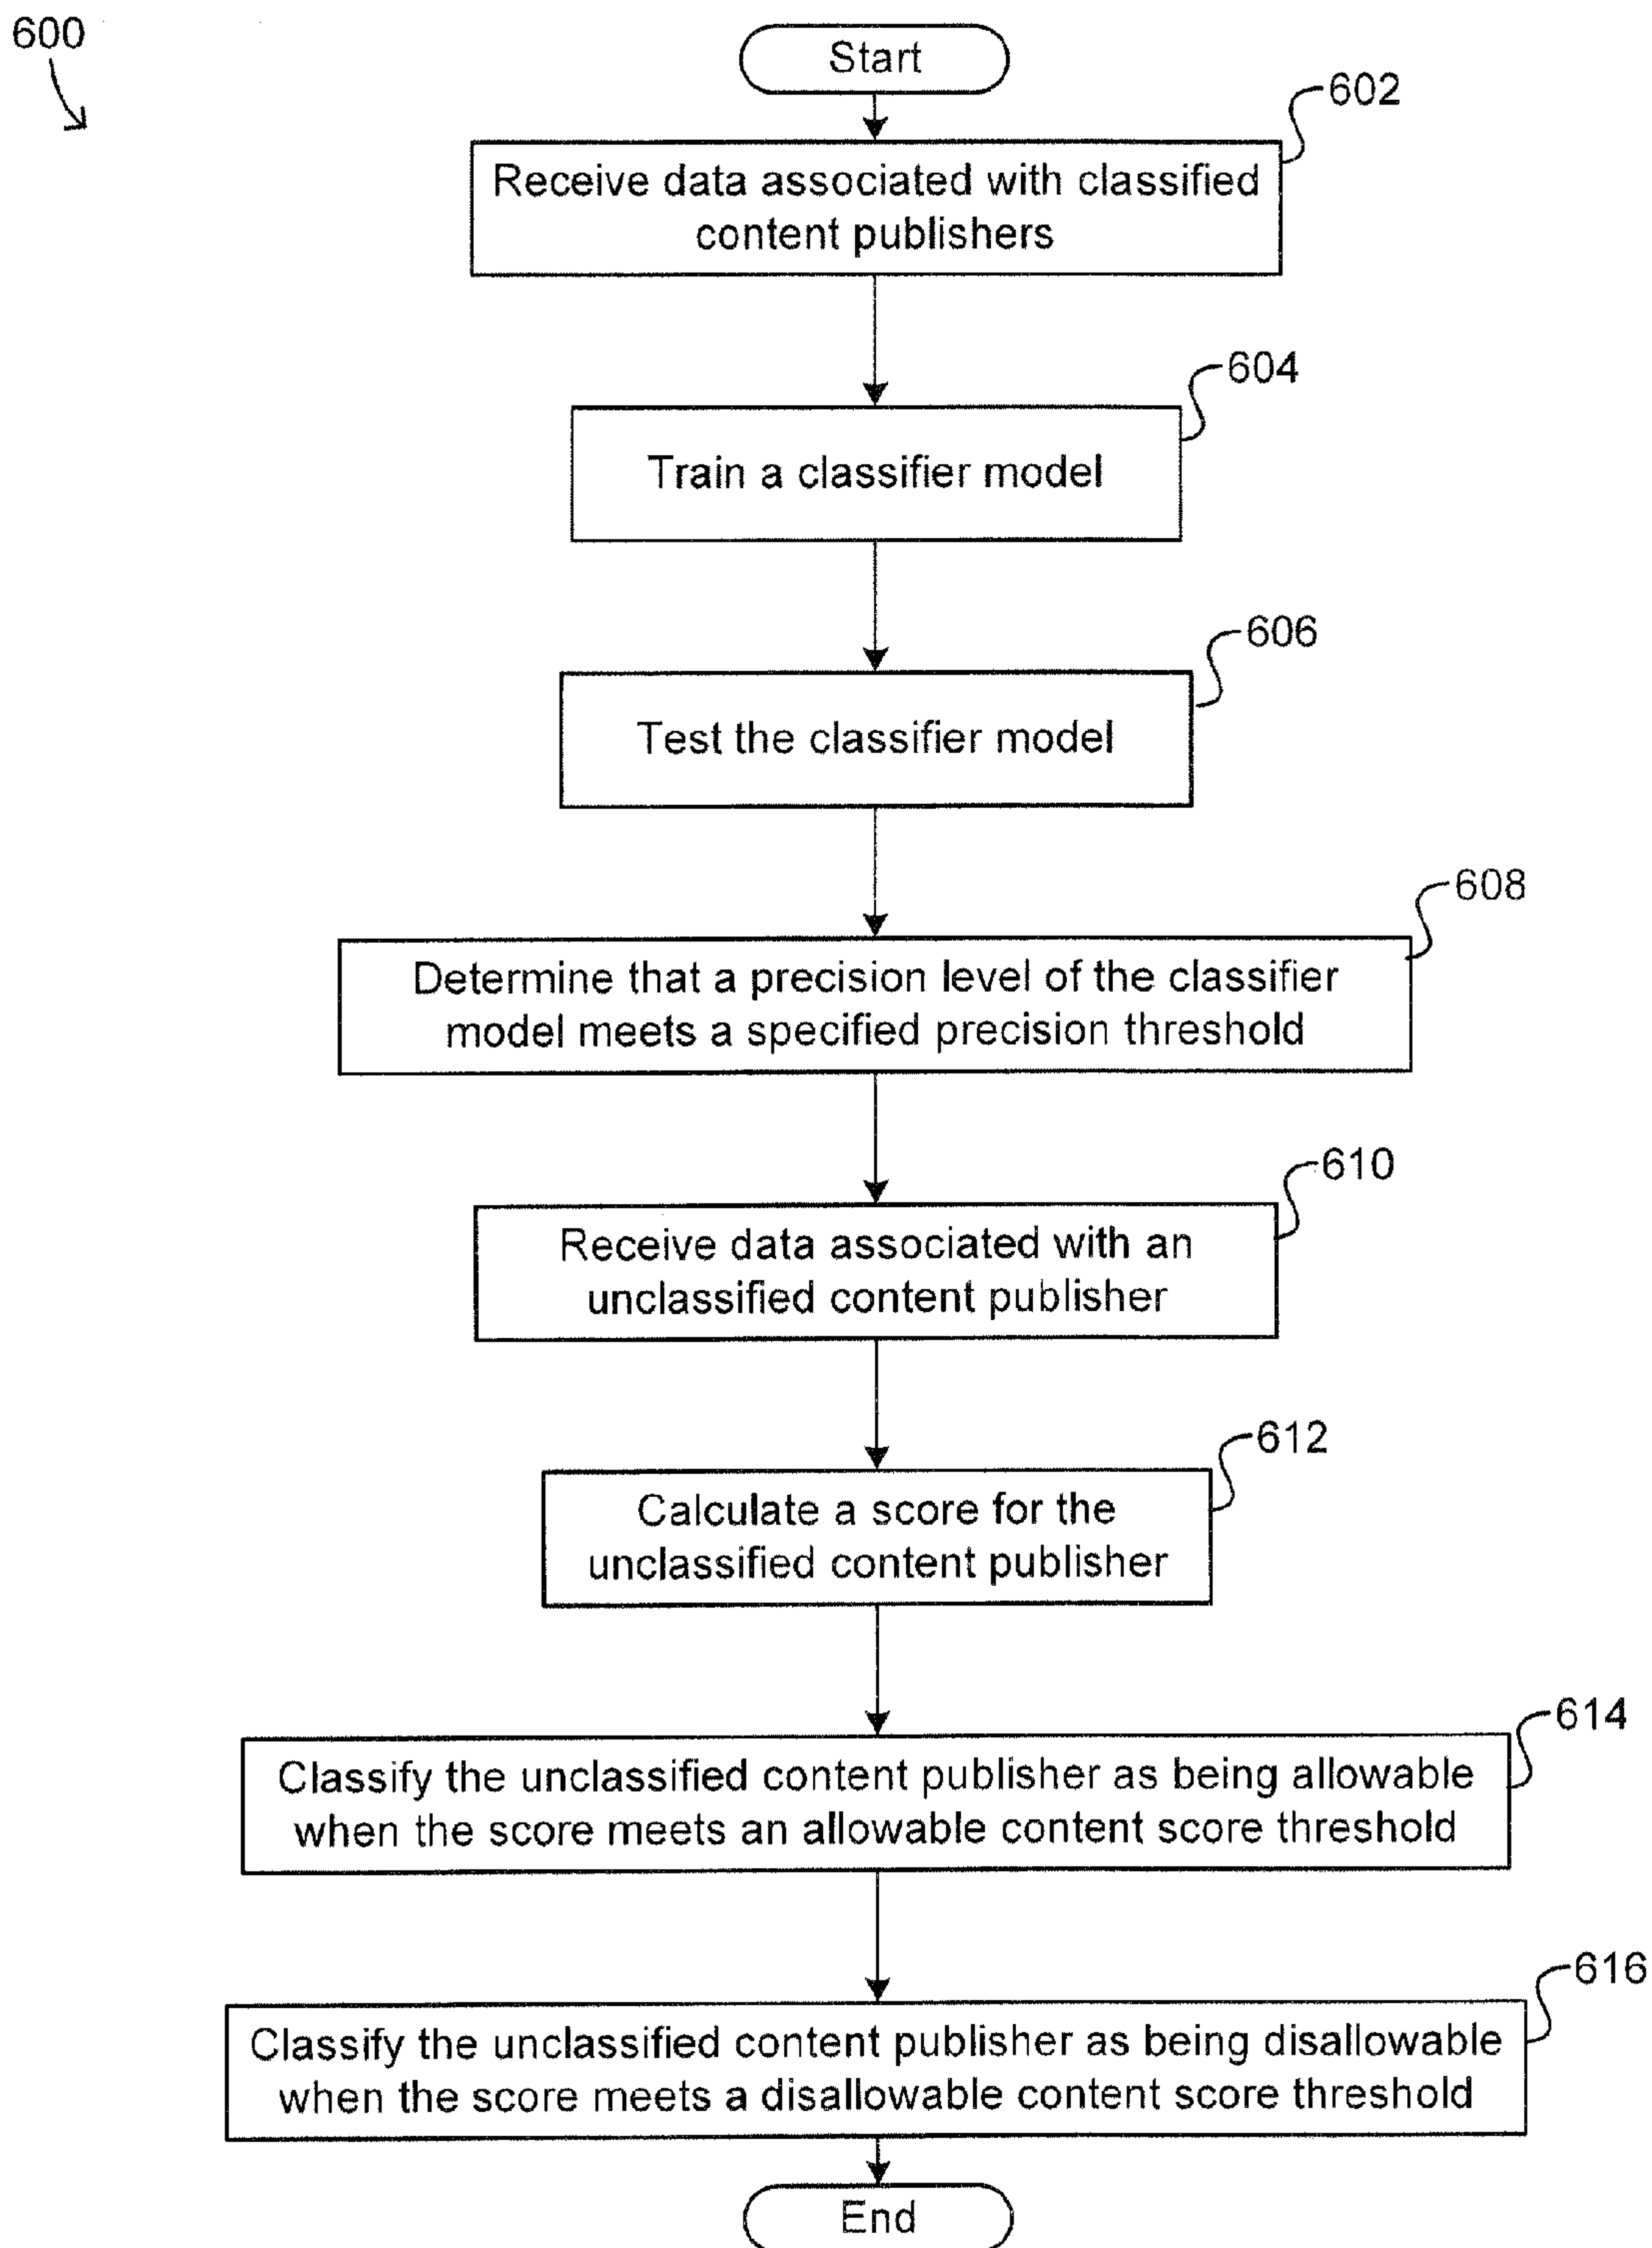 600
Start
602
Receive data associated with classified
content publishers
604
Train a classifier model
606
Test the classifier model
608
Determine that a precision level of the classifier
model meets a specified precision threshold
610
Receive data associated with an
unclassified content publisher
612
Calculate a score for the
unclassified content publisher
614
Classify the unclassified content publisher as being allowable
when the score meets an allowable content score threshold
616
Classify the unclassified content publisher as being disallowable
when the score meets a disallowable content score threshold
End